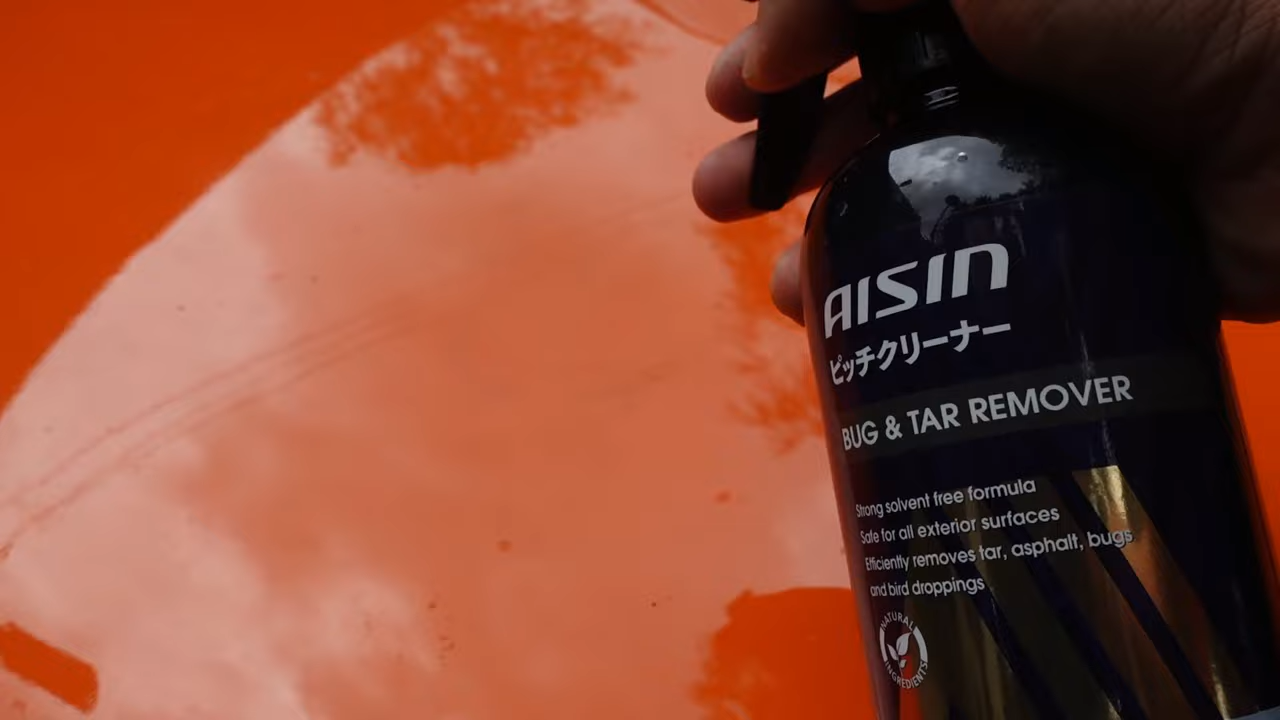 AISIN
ピッチクリーナー
BUG & TAR REMOVER
Strong solvent free formula
Safe for all exterior surfaces
Efficiently removes tar, asphalt, bugs
and bird droppings
NATURAL
INGREDIENTS